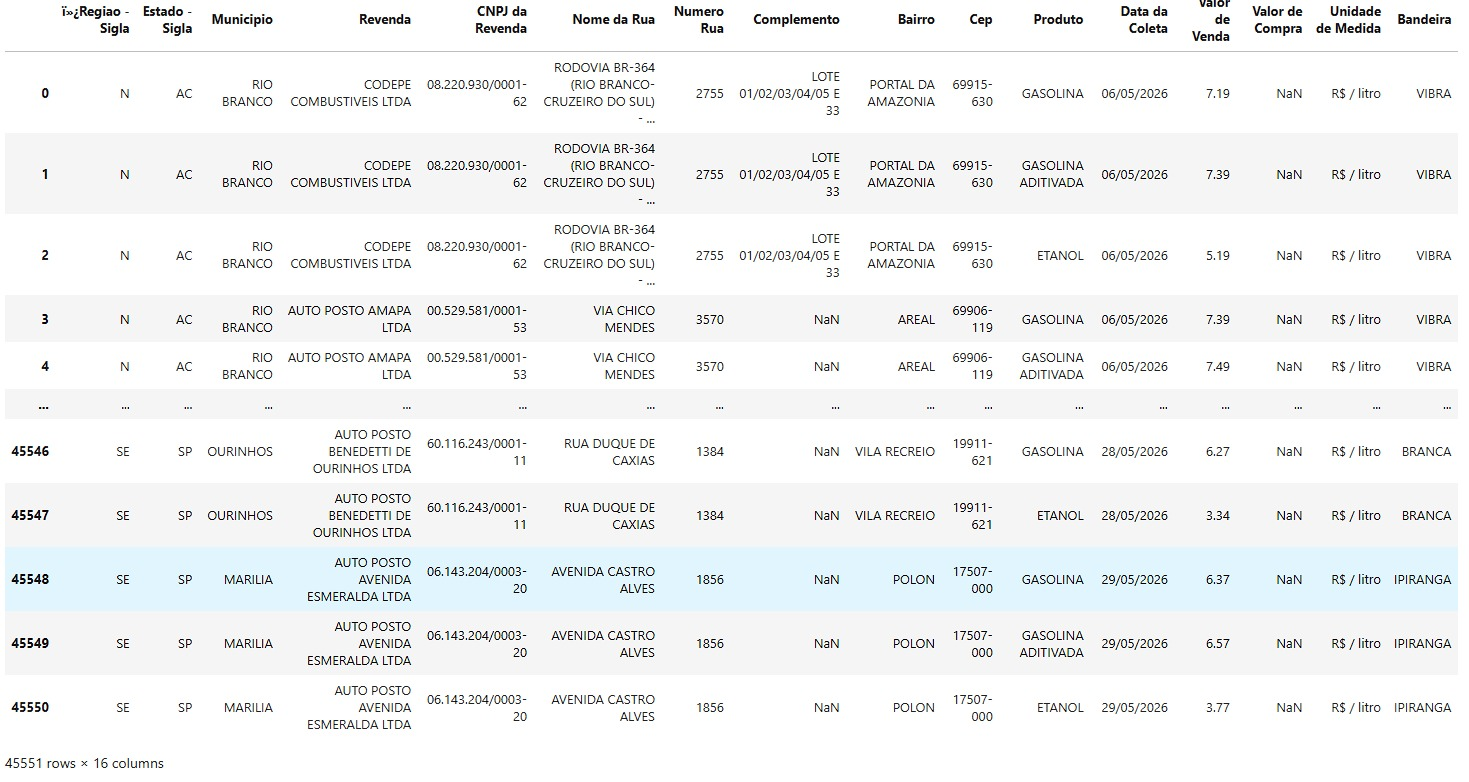 ï»¿Regiao - Sigla Estado - Sigla Municipio Revenda CNPJ da Revenda Nome da Rua Numero Rua Complemento Bairro Cep Produto Data da Coleta Valor de Venda Valor de Compra Unidade de Medida Bandeira
0 N AC RIO BRANCO CODEPE COMBUSTIVEIS LTDA 08.220.930/0001-62 RODOVIA BR-364 (RIO BRANCO-CRUZEIRO DO SUL) - ... 2755 LOTE 01/02/03/04/05 E 33 PORTAL DA AMAZONIA 69915-630 GASOLINA 06/05/2026 7.19 NaN R$ / litro VIBRA
1 N AC RIO BRANCO CODEPE COMBUSTIVEIS LTDA 08.220.930/0001-62 RODOVIA BR-364 (RIO BRANCO-CRUZEIRO DO SUL) - ... 2755 LOTE 01/02/03/04/05 E 33 PORTAL DA AMAZONIA 69915-630 GASOLINA ADITIVADA 06/05/2026 7.39 NaN R$ / litro VIBRA
2 N AC RIO BRANCO CODEPE COMBUSTIVEIS LTDA 08.220.930/0001-62 RODOVIA BR-364 (RIO BRANCO-CRUZEIRO DO SUL) - ... 2755 LOTE 01/02/03/04/05 E 33 PORTAL DA AMAZONIA 69915-630 ETANOL 06/05/2026 5.19 NaN R$ / litro VIBRA
3 N AC RIO BRANCO AUTO POSTO AMAPA LTDA 00.529.581/0001-53 VIA CHICO MENDES 3570 NaN AREAL 69906-119 GASOLINA 06/05/2026 7.39 NaN R$ / litro VIBRA
4 N AC RIO BRANCO AUTO POSTO AMAPA LTDA 00.529.581/0001-53 VIA CHICO MENDES 3570 NaN AREAL 69906-119 GASOLINA ADITIVADA 06/05/2026 7.49 NaN R$ / litro VIBRA
... ... ... ... ... ... ... ... ... ... ... ... ... ... ... ... ...
45546 SE SP OURINHOS AUTO POSTO BENEDETTI DE OURINHOS LTDA 60.116.243/0001-11 RUA DUQUE DE CAXIAS 1384 NaN VILA RECREIO 19911-621 GASOLINA 28/05/2026 6.27 NaN R$ / litro BRANCA
45547 SE SP OURINHOS AUTO POSTO BENEDETTI DE OURINHOS LTDA 60.116.243/0001-11 RUA DUQUE DE CAXIAS 1384 NaN VILA RECREIO 19911-621 ETANOL 28/05/2026 3.34 NaN R$ / litro BRANCA
45548 SE SP MARILIA AUTO POSTO AVENIDA ESMERALDA LTDA 06.143.204/0003-20 AVENIDA CASTRO ALVES 1856 NaN POLON 17507-000 GASOLINA 29/05/2026 6.37 NaN R$ / litro IPIRANGA
45549 SE SP MARILIA AUTO POSTO AVENIDA ESMERALDA LTDA 06.143.204/0003-20 AVENIDA CASTRO ALVES 1856 NaN POLON 17507-000 GASOLINA ADITIVADA 29/05/2026 6.57 NaN R$ / litro IPIRANGA
45550 SE SP MARILIA AUTO POSTO AVENIDA ESMERALDA LTDA 06.143.204/0003-20 AVENIDA CASTRO ALVES 1856 NaN POLON 17507-000 ETANOL 29/05/2026 3.77 NaN R$ / litro IPIRANGA
45551 rows × 16 columns